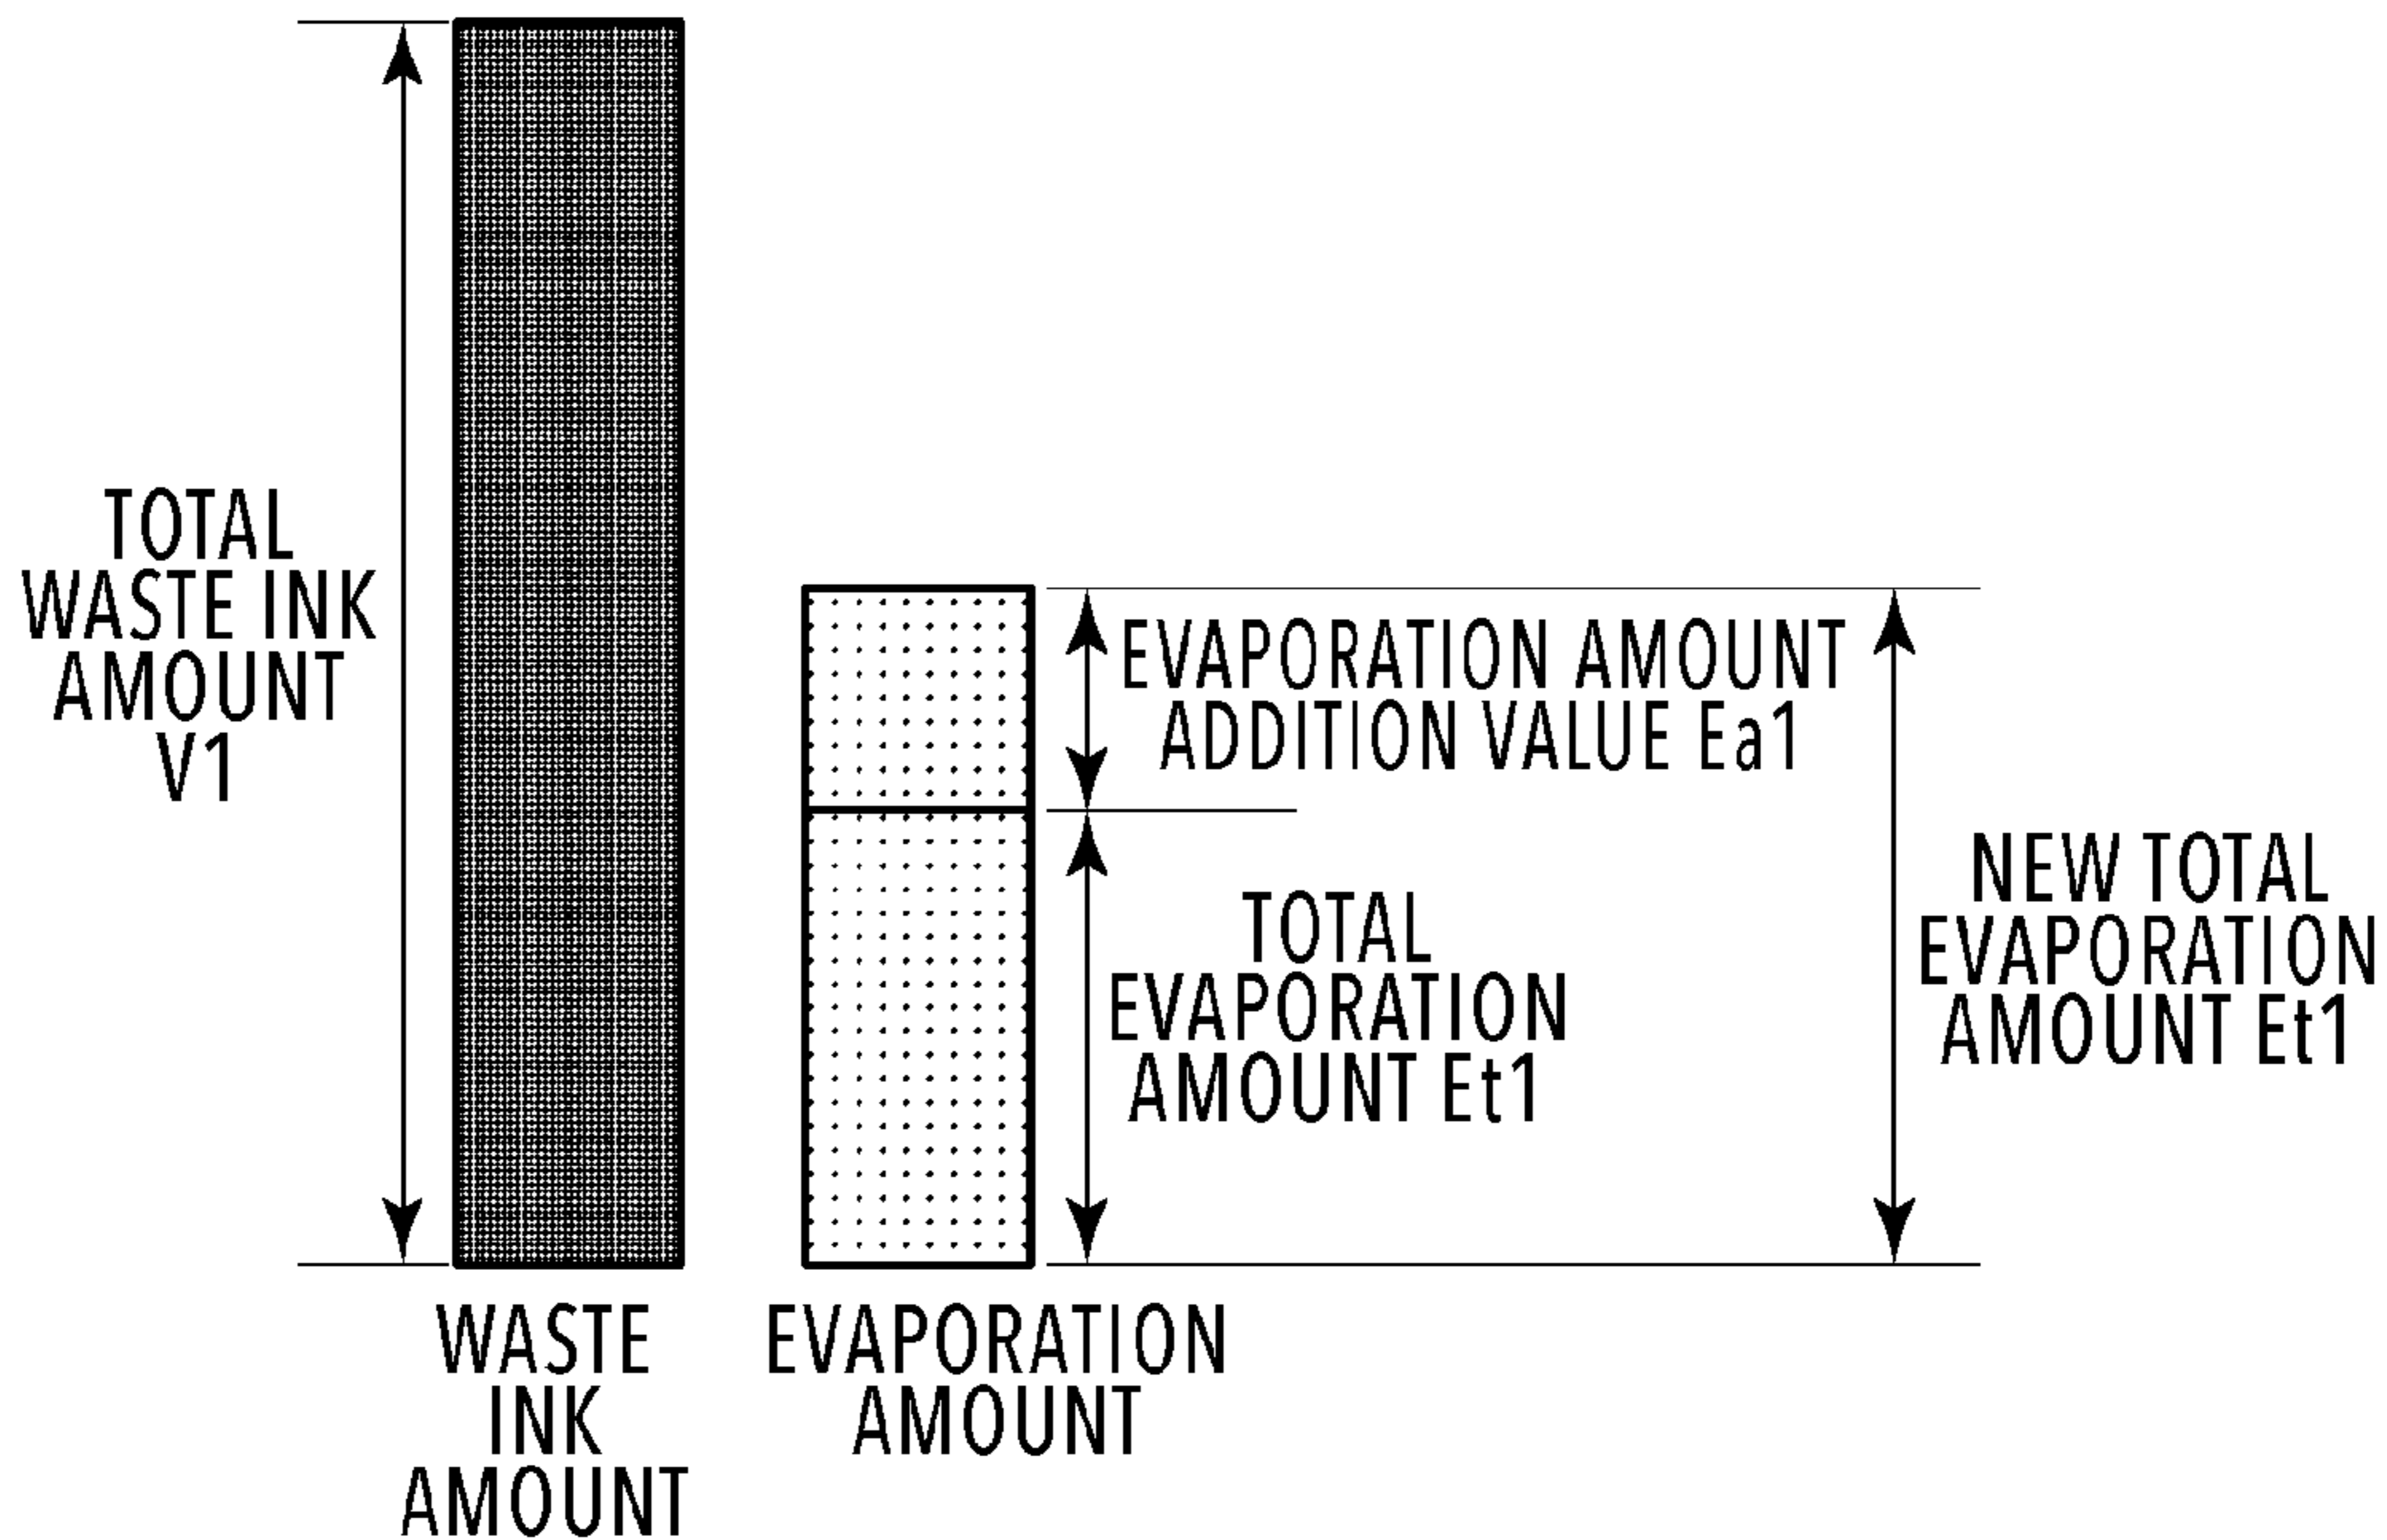 TOTAL
WASTE INK
AMOUNT
V1
EVAPORATION AMOUNT
ADDITION VALUE Ea1
TOTAL
EVAPORATION
AMOUNT Et1
NEW TOTAL
EVAPORATION
AMOUNT Et1
WASTE
INK
AMOUNT
EVAPORATION
AMOUNT